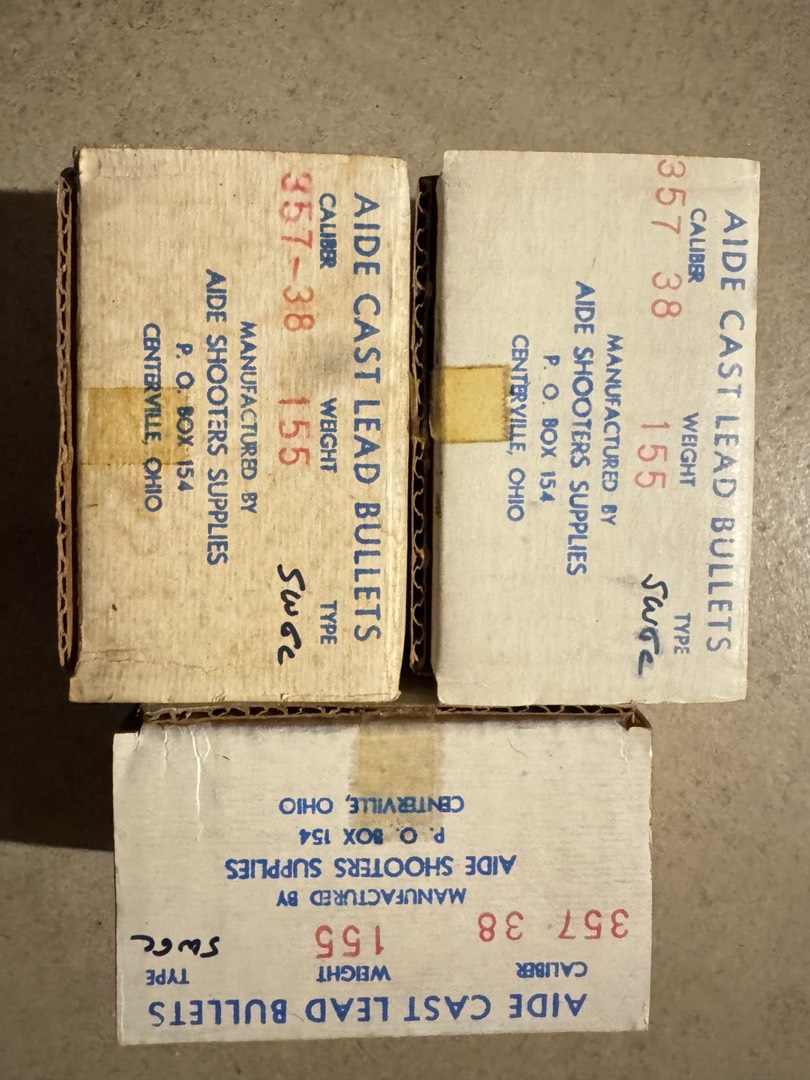 AIDE CAST LEAD BULLETS
CALIBER WEIGHT TYPE
357-38 155 SWGC
MANUFACTURED BY
AIDE SHOOTERS SUPPLIES
P. O. BOX 154
CENTERVILLE, OHIO
AIDE CAST LEAD BULLETS
CALIBER WEIGHT TYPE
357 38 155 SWGC
MANUFACTURED BY
AIDE SHOOTERS SUPPLIES
P. O. BOX 154
CENTERVILLE, OHIO
AIDE CAST LEAD BULLETS
CALIBER WEIGHT TYPE
357 38 155 SWGC
MANUFACTURED BY
AIDE SHOOTERS SUPPLIES
P. O. BOX 154
CENTERVILLE, OHIO